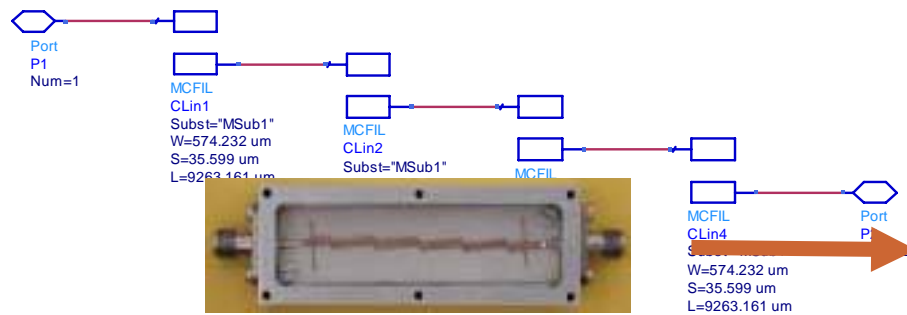 Port
P1
Num=1
MCFIL
CLin1
Subst="MSub1"
W=574.232 um
S=35.599 um
L=9263.161 um
MCFIL
CLin2
Subst="MSub1"
MCFIL
MCFIL
CLin4
W=574.232 um
S=35.599 um
L=9263.161 um
Port